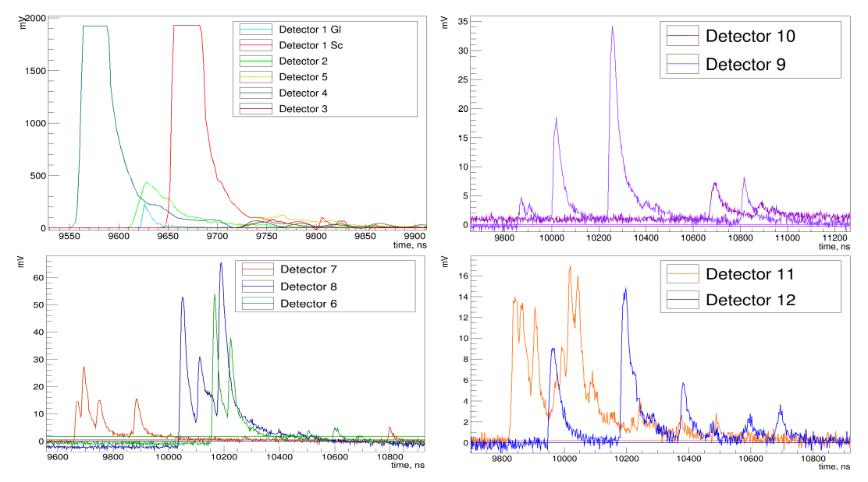 mV
2000
1500
1000
500
0
9550 9600 9650 9700 9750 9800 9850 9900
time, ns
Detector 1 Gl
Detector 1 Sc
Detector 2
Detector 5
Detector 4
Detector 3
mV
35
30
25
20
15
10
5
0
9800 10000 10200 10400 10600 10800 11000 11200
time, ns
Detector 10
Detector 9
mV
60
50
40
30
20
10
0
9600 9800 10000 10200 10400 10600 10800
time, ns
Detector 7
Detector 8
Detector 6
mV
16
14
12
10
8
6
4
2
0
9800 10000 10200 10400 10600 10800
time, ns
Detector 11
Detector 12